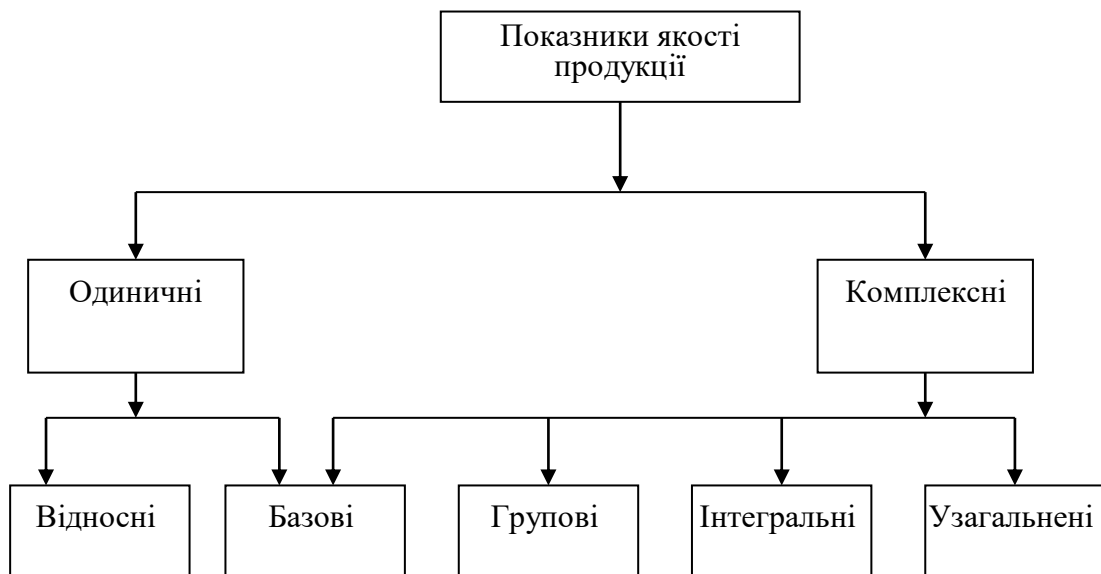 Показники якості
продукції
Одиничні
Комплексні
Відносні
Базові
Групові
Інтегральні
Узагальнені